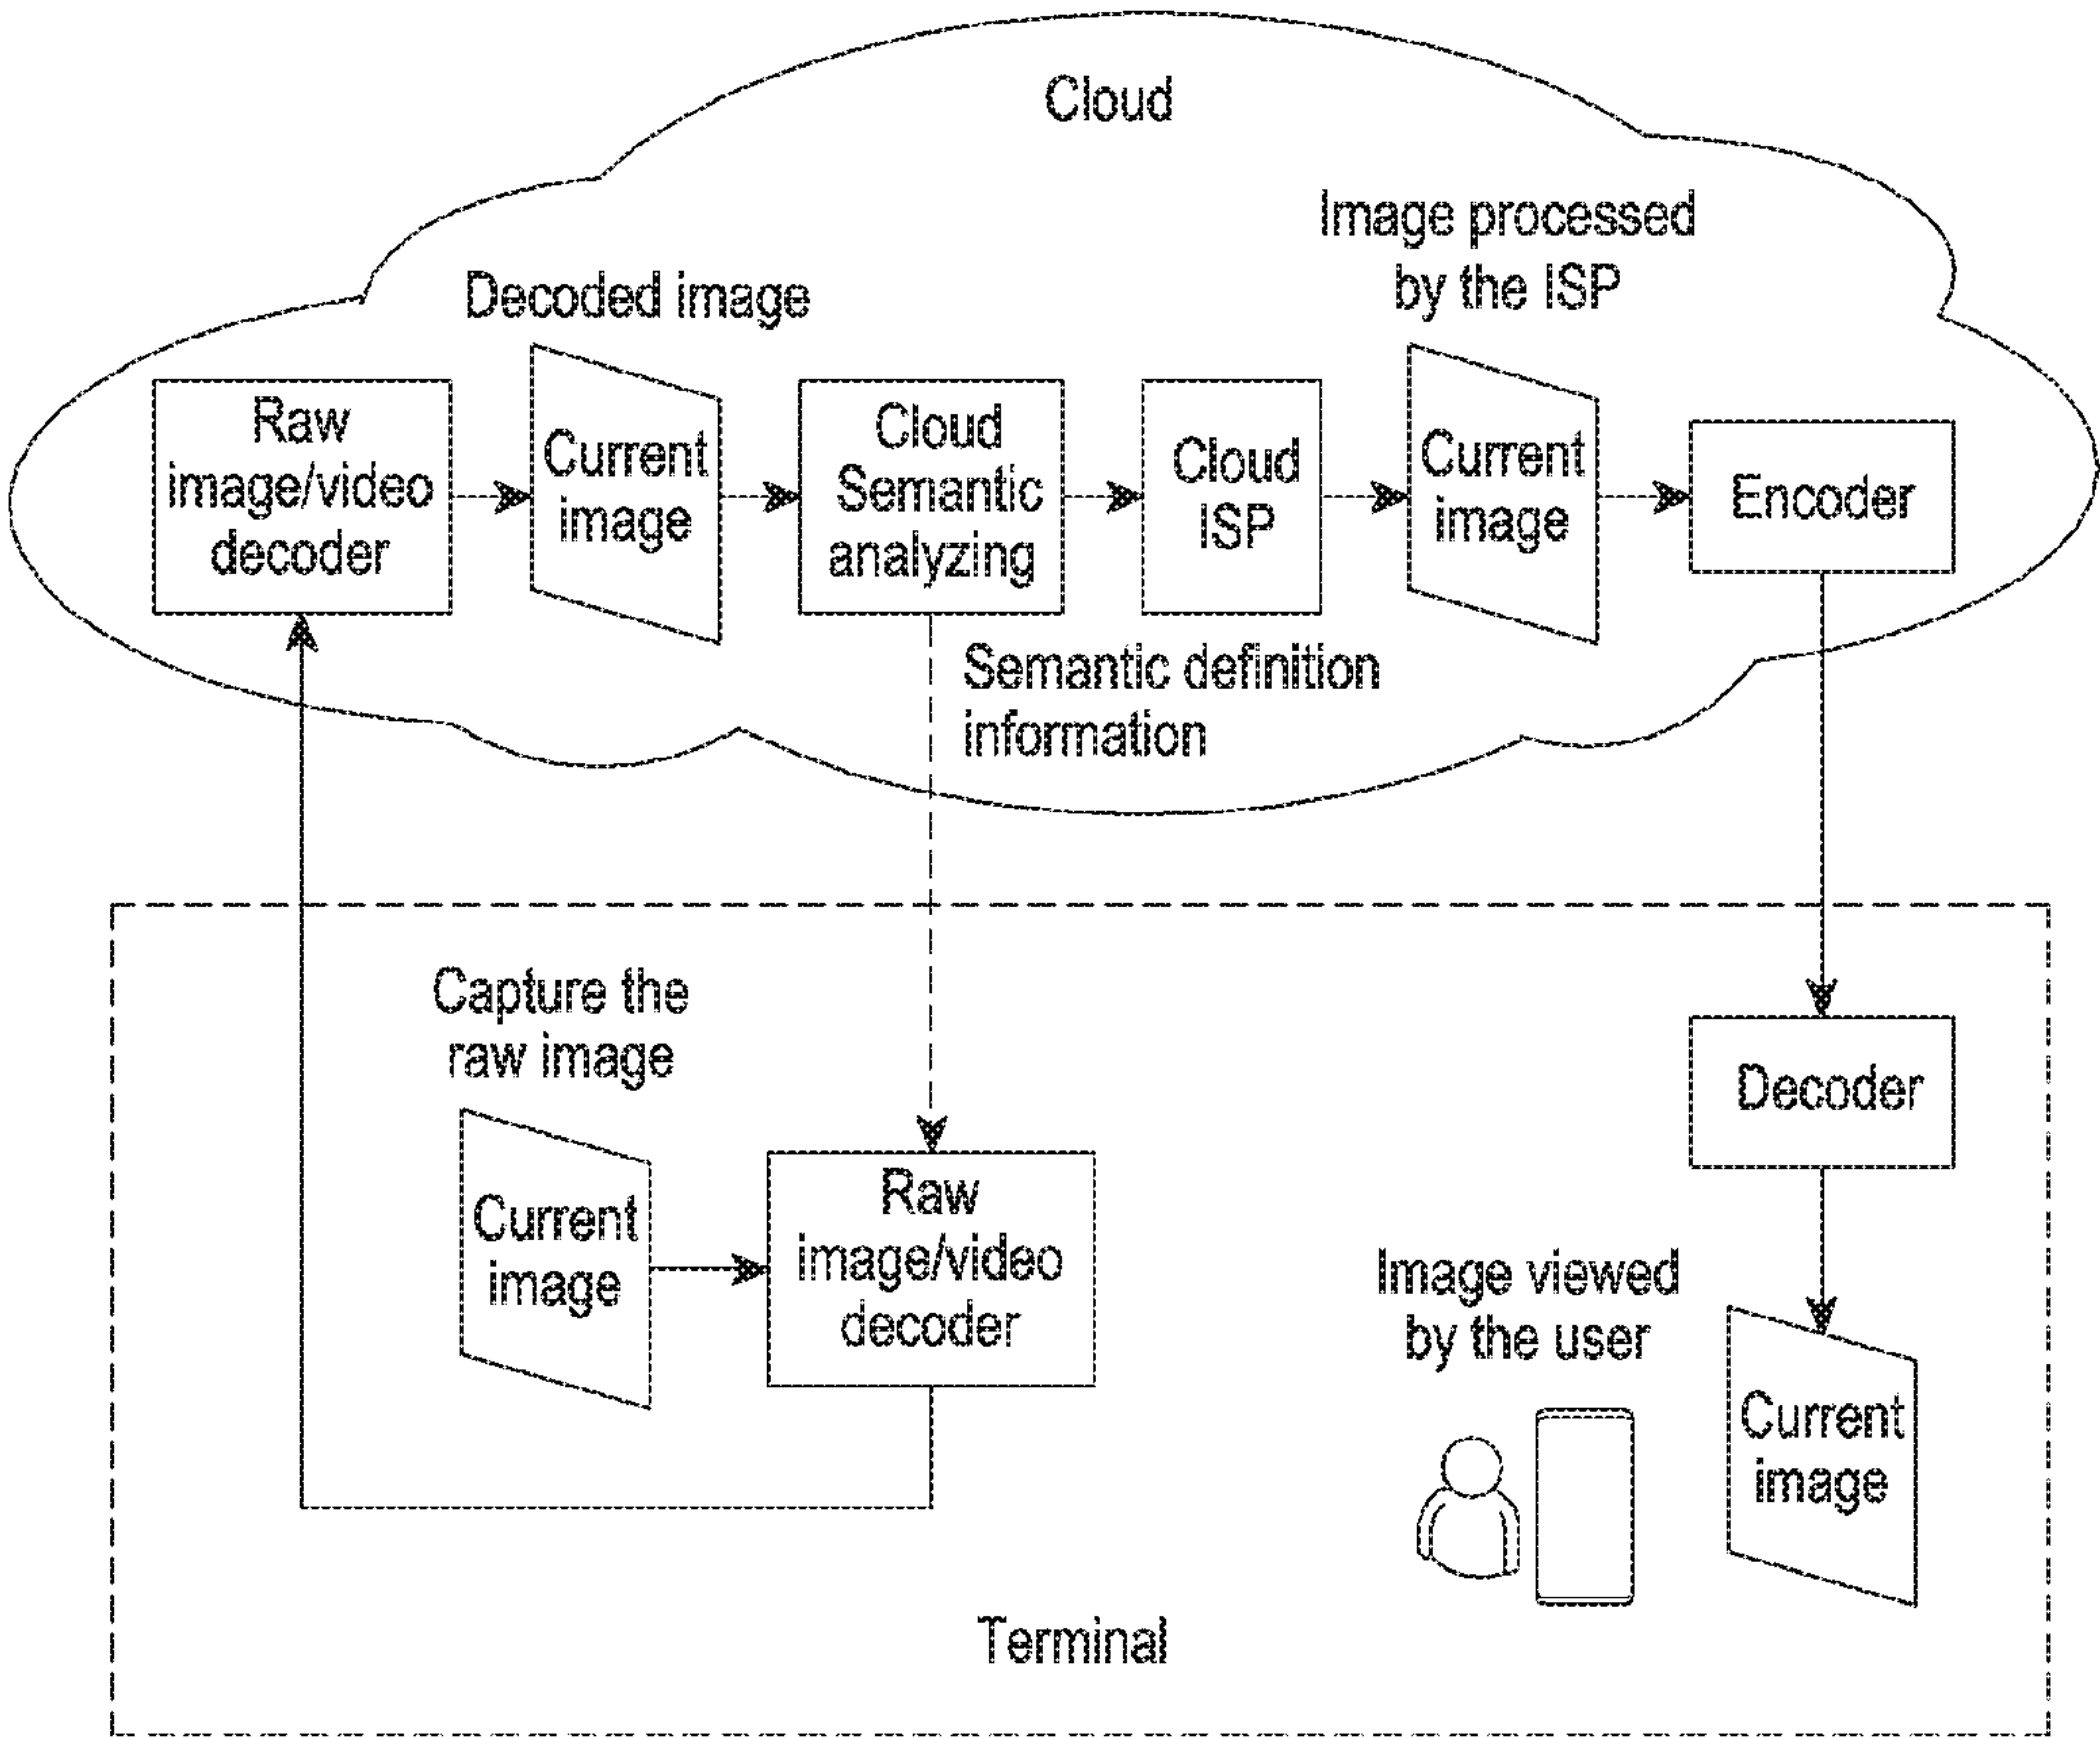 Cloud
Image processed
by the ISP
Decoded image
Raw
image/video
decoder
Current
image
Cloud
Semantic
analyzing
Cloud
ISP
Current
image
Encoder
Semantic definition
information
Capture the
raw image
Current
image
Raw
image/video
decoder
Decoder
Image viewed
by the user
Current
image
Terminal